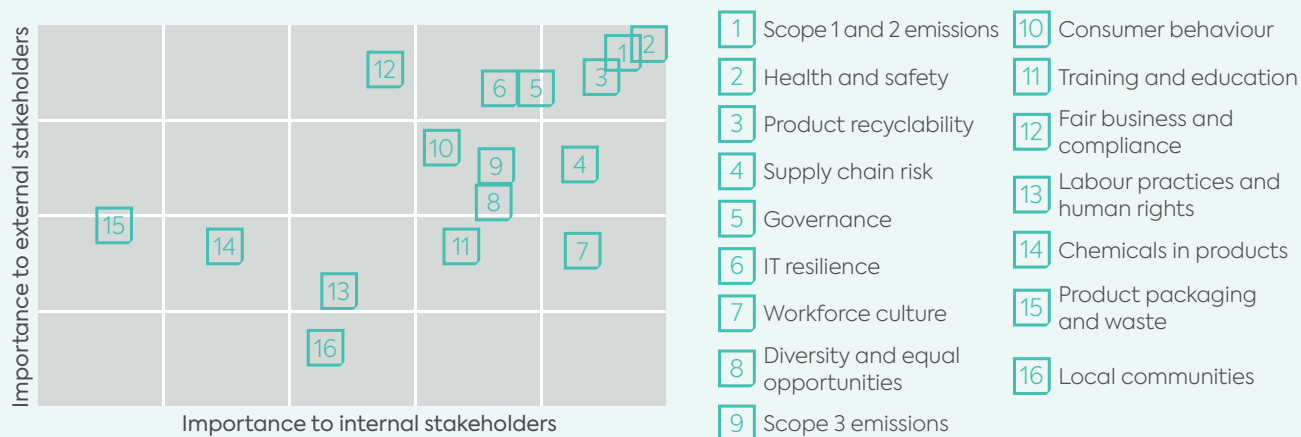 Importance to external stakeholders
12
6
5
1
2
3
10
9
4
8
15
14
11
7
13
16
Importance to internal stakeholders
1 Scope 1 and 2 emissions
2 Health and safety
3 Product recyclability
4 Supply chain risk
5 Governance
6 IT resilience
7 Workforce culture
8 Diversity and equal
opportunities
9 Scope 3 emissions
10 Consumer behaviour
11 Training and education
12 Fair business and
compliance
13 Labour practices and
human rights
14 Chemicals in products
15 Product packaging
and waste
16 Local communities